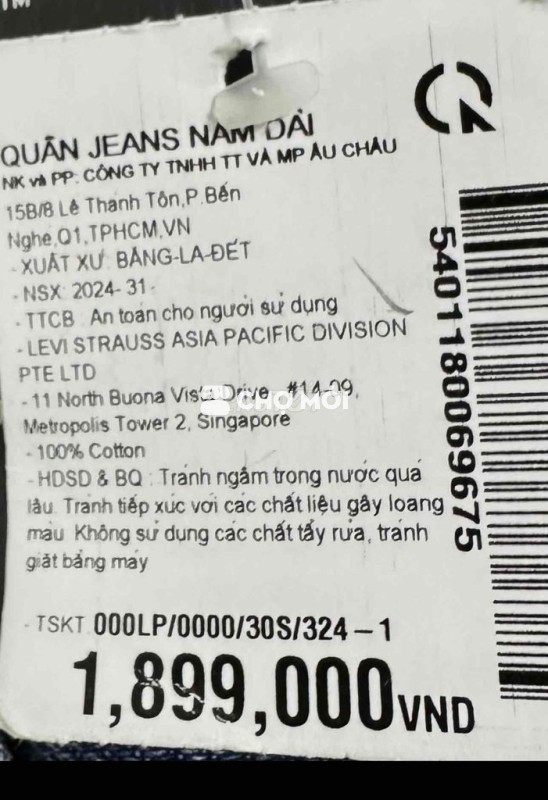 TM
QUẦN JEANS NAM DÀI
NK và PP: CÔNG TY TNHH TT VÀ MP ÂU CHÂU
15B/8 Lê Thánh Tôn,P.Bến
Nghé,Q1,TPHCM,VN
- XUẤT XỨ: BĂNG-LA-ĐÉT
- NSX: 2024- 31-
- TTCB : An toàn cho người sử dụng
- LEVI STRAUSS ASIA PACIFIC DIVISION
PTE LTD
- 11 North Buona Vista Drive, #14-09,
Metropolis Tower 2, Singapore
CHỢ TỐT
- 100% Cotton
- HDSD & BQ : Tránh ngâm trong nước quá
lâu. Tránh tiếp xúc với các chất liệu gây loang
màu. Không sử dụng các chất tẩy rửa, tránh
giặt bằng máy
- TSKT: 000LP/0000/30S/324-1
1,899,000VND
5401180069675